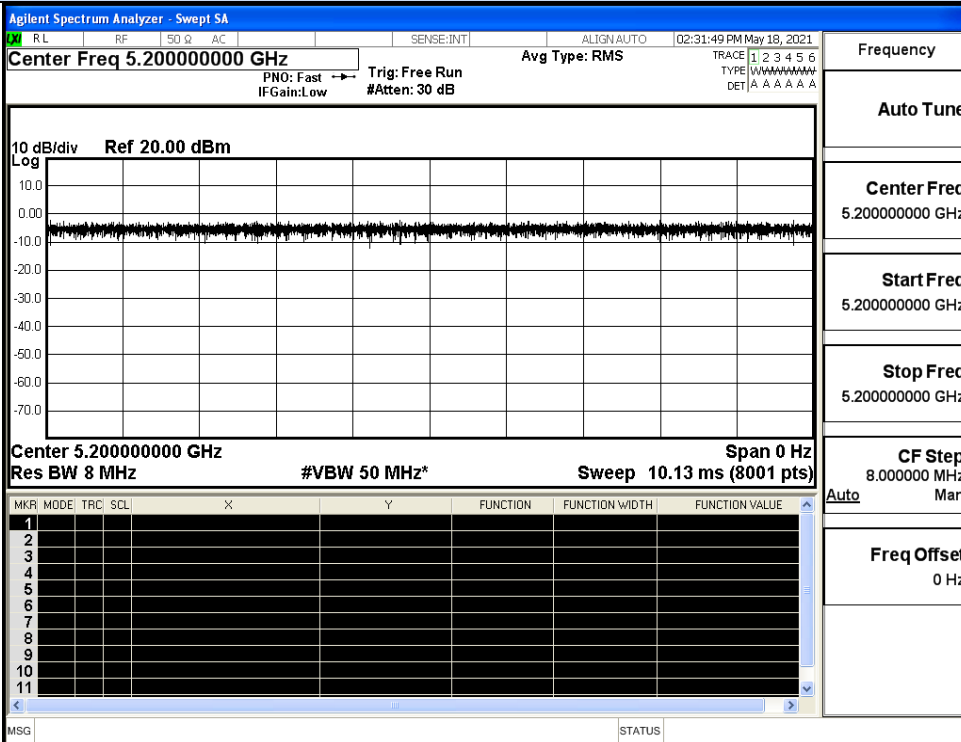 Agilent Spectrum Analyzer - Swept SA
LXI RL RF 50 Ω AC SENSE:INT ALIGN AUTO 02:31:49 PM May 18, 2021
Center Freq 5.200000000 GHz
PNO: Fast
IFGain:Low
Trig: Free Run
#Atten: 30 dB
Avg Type: RMS
TRACE 1 2 3 4 5 6
TYPE WWWWWW
DET A A A A A A
10 dB/div Ref 20.00 dBm
Log
10.0
0.00
-10.0
-20.0
-30.0
-40.0
-50.0
-60.0
-70.0
Center 5.200000000 GHz Span 0 Hz
Res BW 8 MHz #VBW 50 MHz* Sweep 10.13 ms (8001 pts)
MKR MODE TRC SCL X Y FUNCTION FUNCTION WIDTH FUNCTION VALUE
1
2
3
4
5
6
7
8
9
10
11
MSG STATUS
Frequency
Auto Tune
Center Freq
5.200000000 GHz
Start Freq
5.200000000 GHz
Stop Freq
5.200000000 GHz
CF Step
8.000000 MHz
Auto Man
Freq Offset
0 Hz